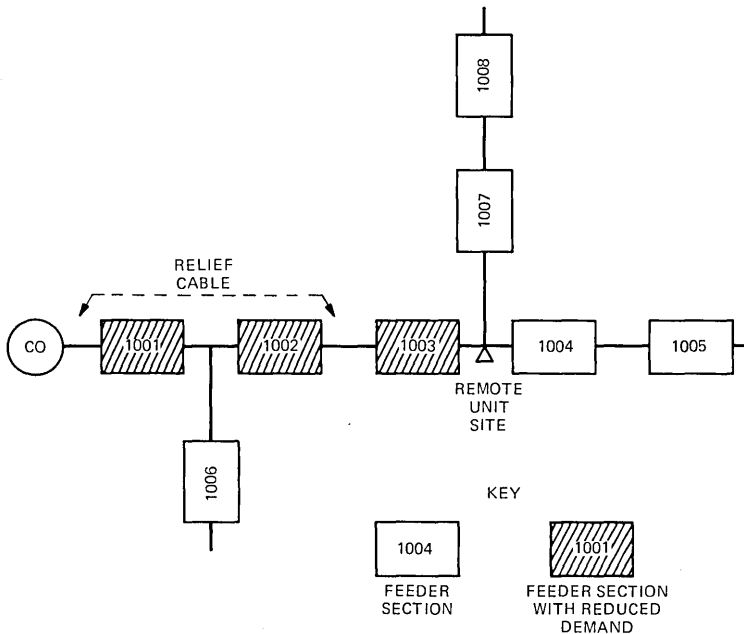 1008
1007
RELIEF
CABLE
CO
1001
1002
1003
1004
1005
REMOTE
UNIT
SITE
1006
KEY
1004
1001
FEEDER
SECTION
FEEDER SECTION
WITH REDUCED
DEMAND